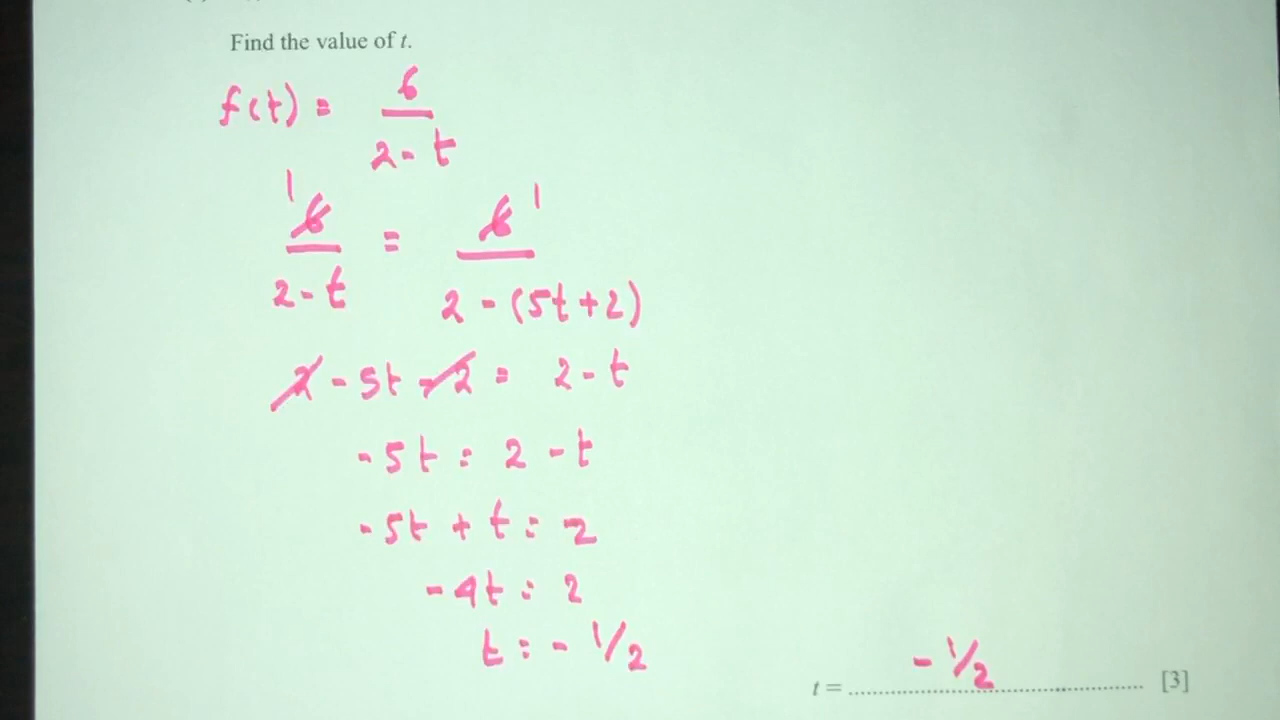 Find the value of t.
f(t) = 6/(2 - t)
1 6/(2 - t) = 6 1/(2 - (5t + 2))
2 - 5t - 2 = 2 - t
- 5t = 2 - t
- 5t + t = 2
- 4t = 2
t = - 1/2
t = - 1/2 [3]